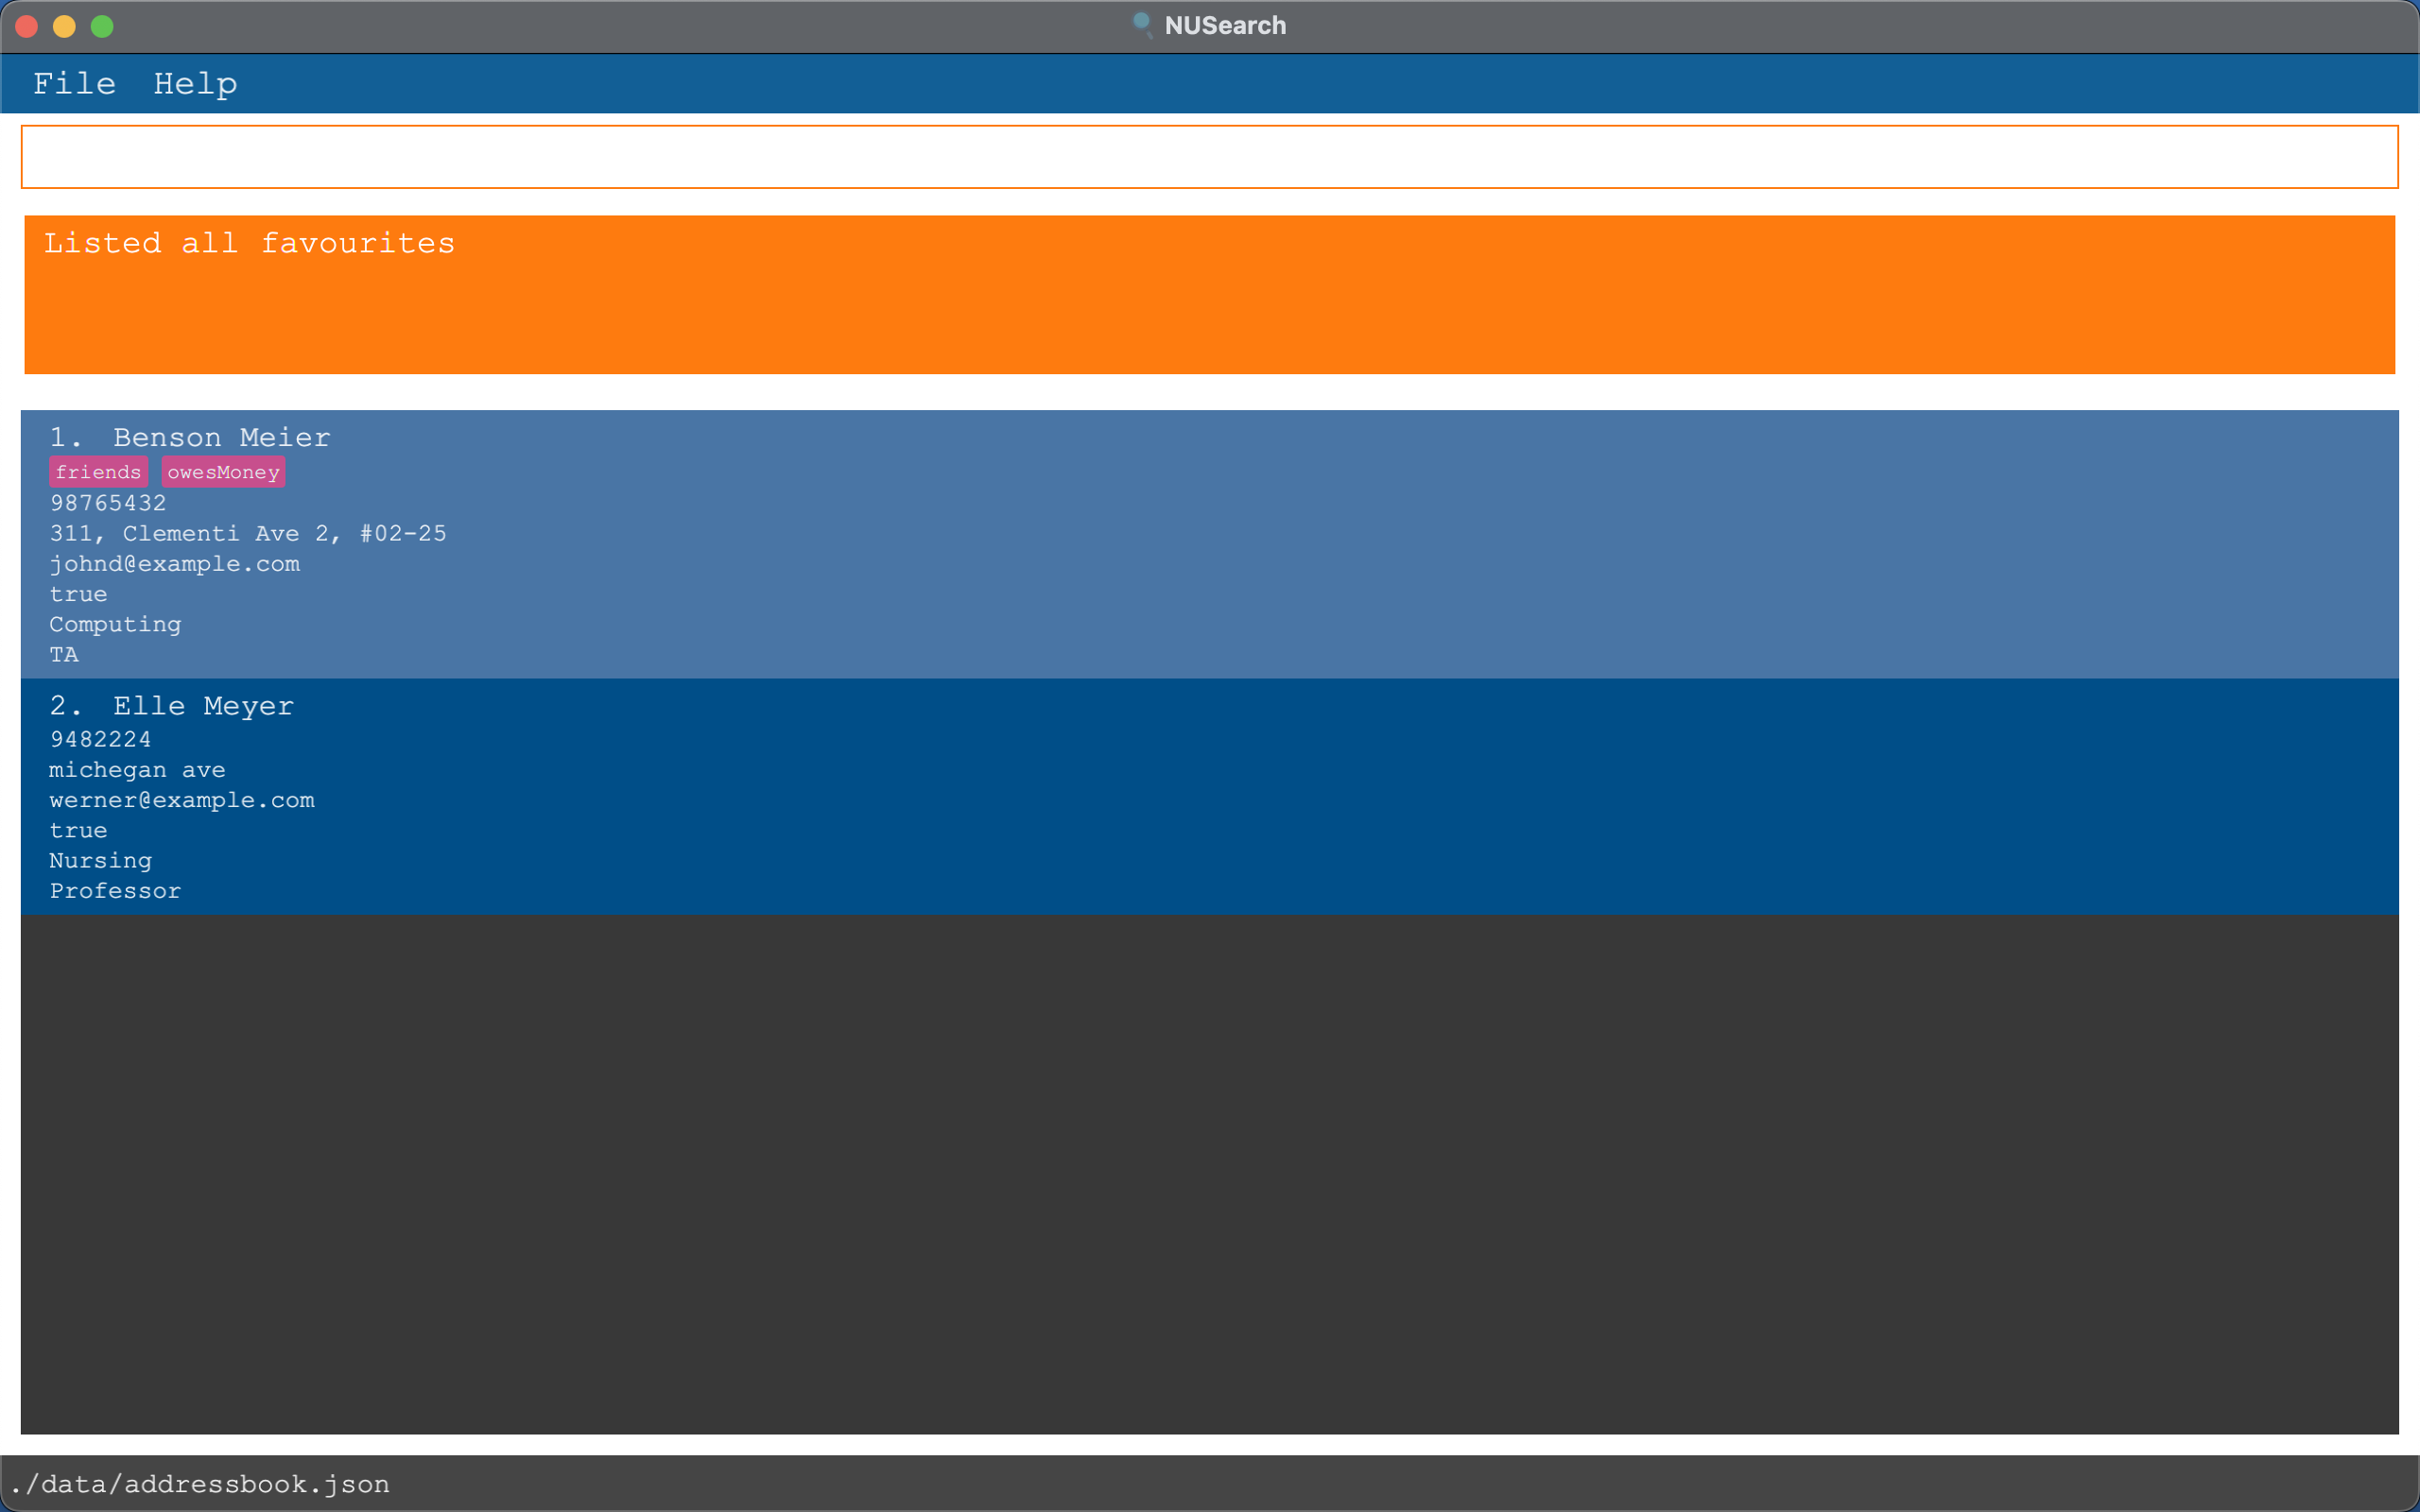 NUSearch
File Help
Listed all favourites
1. Benson Meier
friends owesMoney
98765432
311, Clementi Ave 2, #02-25
johnd@example.com
true
Computing
TA
2. Elle Meyer
9482224
michegan ave
werner@example.com
true
Nursing
Professor
./data/addressbook.json